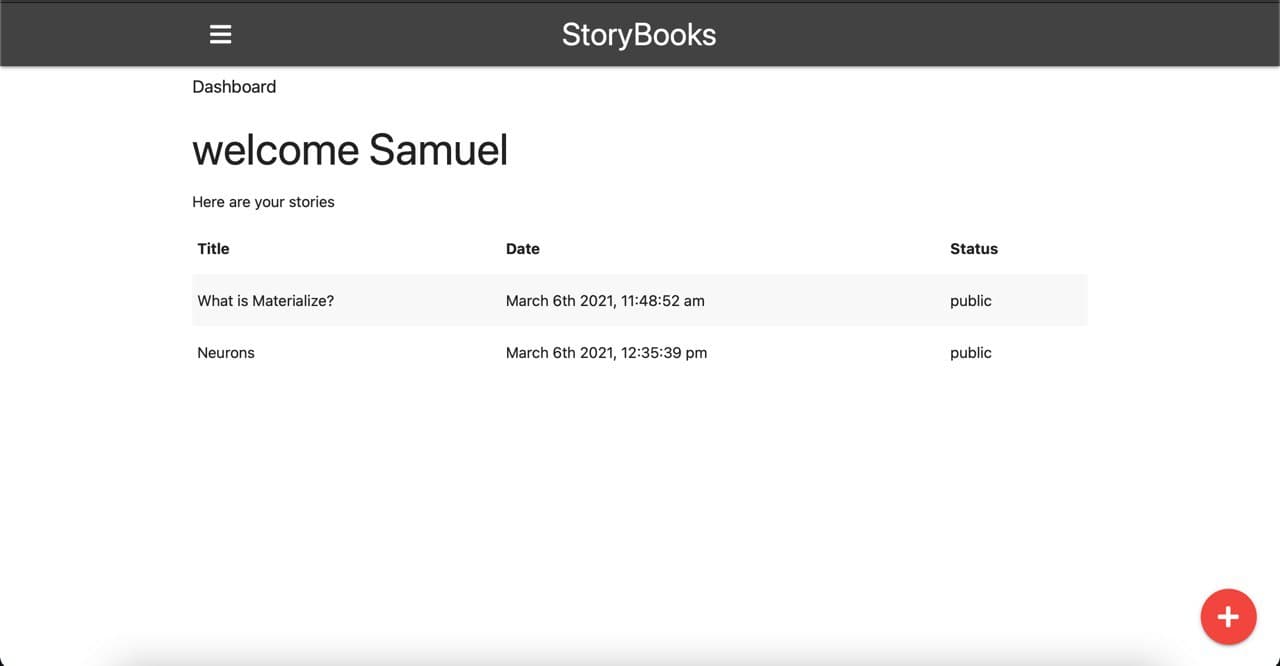 StoryBooks
Dashboard
welcome Samuel
Here are your stories
Title Date Status
What is Materialize? March 6th 2021, 11:48:52 am public
Neurons March 6th 2021, 12:35:39 pm public